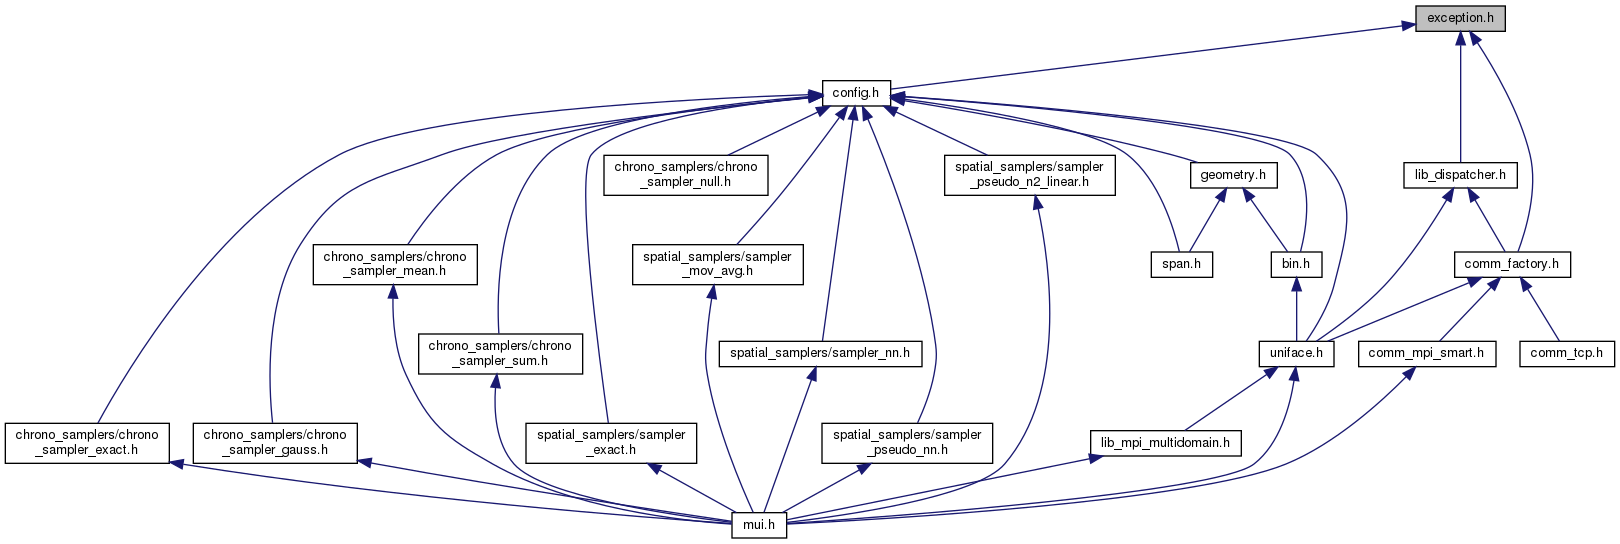 exception.h
config.h
chrono_samplers/chrono
_sampler_null.h
spatial_samplers/sampler
_pseudo_n2_linear.h
geometry.h
lib_dispatcher.h
chrono_samplers/chrono
_sampler_mean.h
spatial_samplers/sampler
_mov_avg.h
span.h
bin.h
comm_factory.h
chrono_samplers/chrono
_sampler_sum.h
spatial_samplers/sampler_nn.h
uniface.h
comm_mpi_smart.h
comm_tcp.h
chrono_samplers/chrono
_sampler_exact.h
chrono_samplers/chrono
_sampler_gauss.h
spatial_samplers/sampler
_exact.h
spatial_samplers/sampler
_pseudo_nn.h
lib_mpi_multidomain.h
mui.h